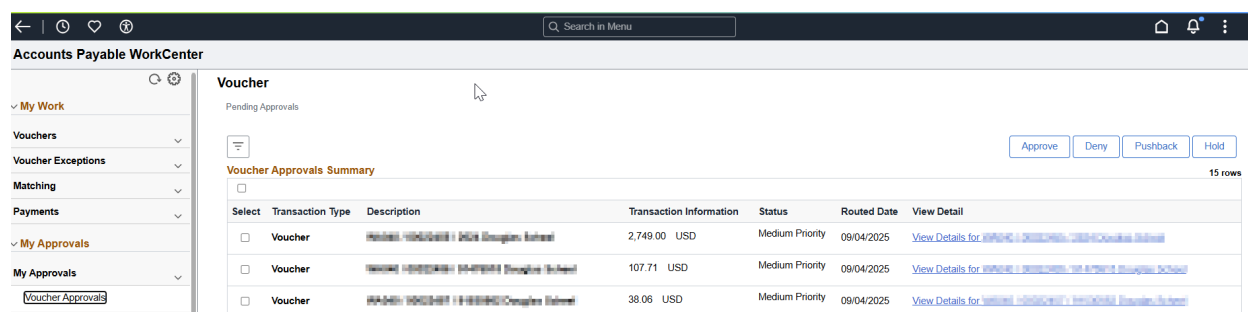 Search in Menu
Accounts Payable WorkCenter
My Work
Vouchers
Voucher Exceptions
Matching
Payments
My Approvals
My Approvals
Voucher Approvals
Voucher
Pending Approvals
Approve Deny Pushback Hold
Voucher Approvals Summary
15 rows
Select Transaction Type Description Transaction Information Status Routed Date View Detail
Voucher 2,749.00 USD Medium Priority 09/04/2025 View Details for
Voucher 107.71 USD Medium Priority 09/04/2025 View Details for
Voucher 38.06 USD Medium Priority 09/04/2025 View Details for